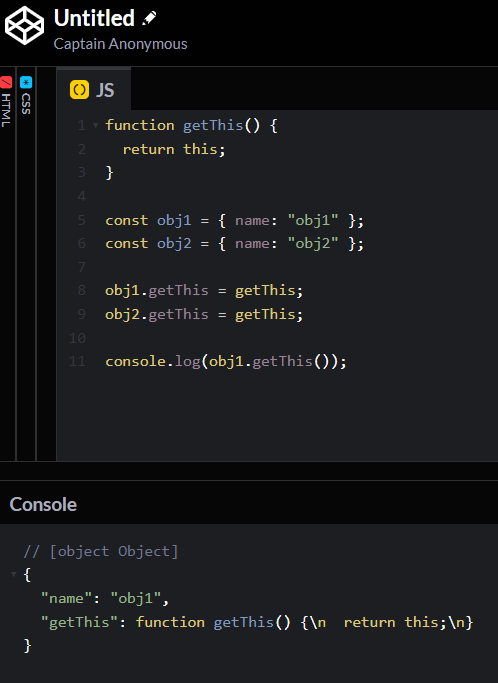 Untitled
Captain Anonymous
HTML
CSS
JS
1 function getThis() {
2   return this;
3 }
4
5 const obj1 = { name: "obj1" };
6 const obj2 = { name: "obj2" };
7
8 obj1.getThis = getThis;
9 obj2.getThis = getThis;
10
11 console.log(obj1.getThis());
Console
// [object Object]
{
  "name": "obj1",
  "getThis": function getThis() {\n  return this;\n}
}